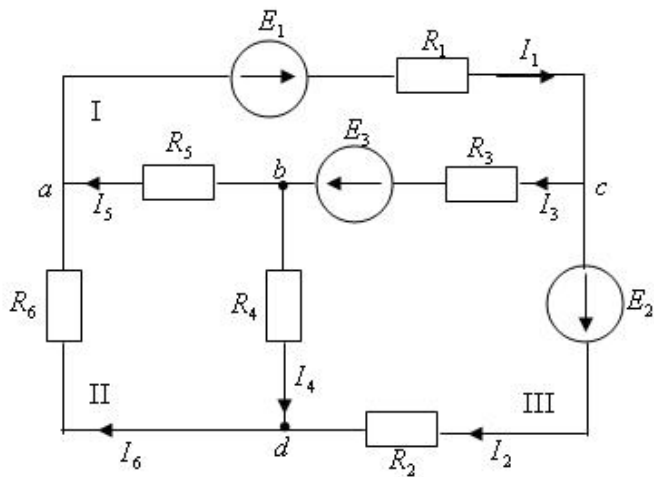 E₁
R₁
I₁
I
R₅
b
E₃
R₃
a
I₅
I₃
c
R₆
R₄
E₂
II
I₄
III
I₆
d
R₂
I₂